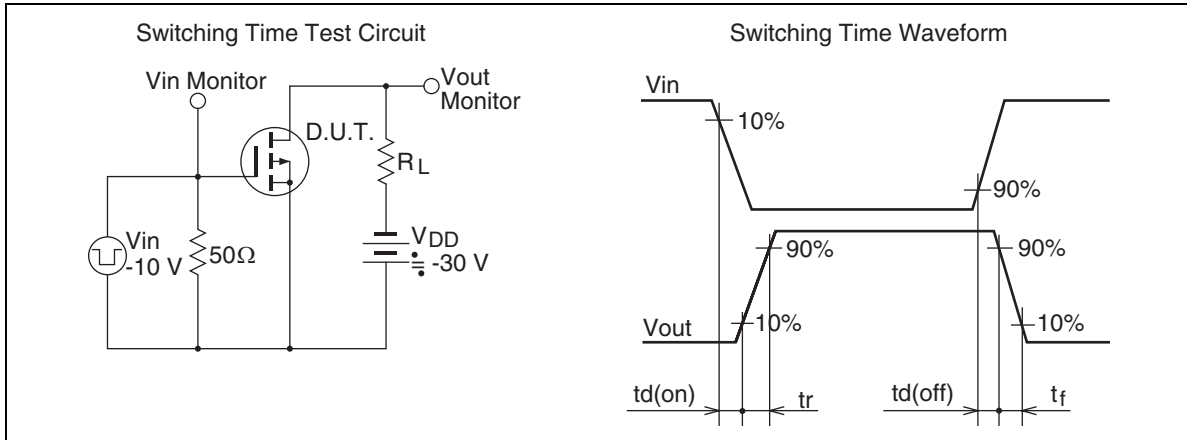 Switching Time Test Circuit
Vin Monitor
Vout
Monitor
D.U.T.
RL
Vin
-10 V
50Ω
VDD
≒ -30 V
Switching Time Waveform
Vin
10%
90%
90%
90%
10%
10%
Vout
td(on)
tr
td(off)
tf